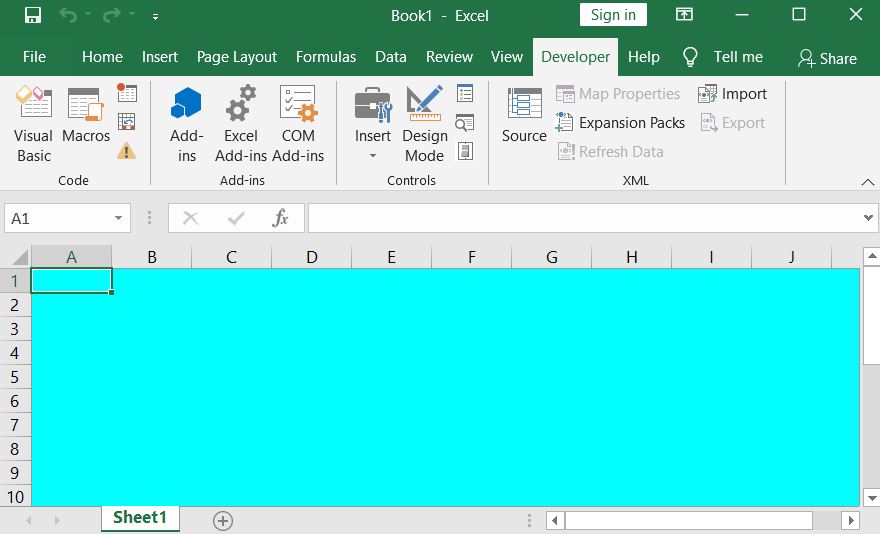 Book1 - Excel
Sign in
File Home Insert Page Layout Formulas Data Review View Developer Help Tell me Share
Visual Basic
Macros
Add-ins
Excel Add-ins
COM Add-ins
Insert
Design Mode
Source
Map Properties
Expansion Packs
Refresh Data
Import
Export
Code Add-ins Controls XML
A1 fx
A B C D E F G H I J
1
2
3
4
5
6
7
8
9
10
Sheet1